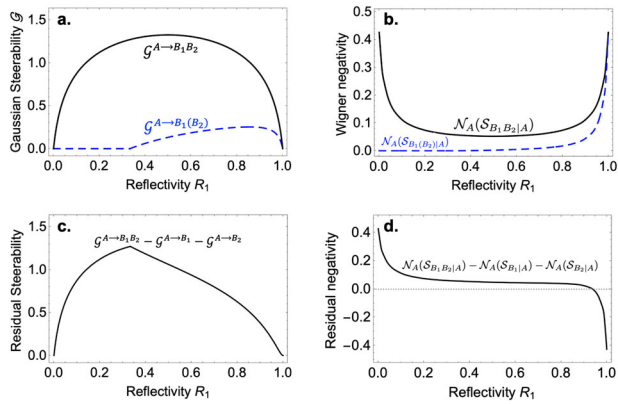 a.
Gaussian Steerability 𝒢
1.5
1.0
0.5
0.0
𝒢^{A→B₁B₂}
𝒢^{A→B₁(B₂)}
0.0 0.2 0.4 0.6 0.8 1.0
Reflectivity R₁
b.
Wigner negativity
0.4
0.3
0.2
0.1
0.0
𝒩_A(𝒮_{B₁B₂|A})
𝒩_A(𝒮_{B₁(B₂)|A})
0.0 0.2 0.4 0.6 0.8 1.0
Reflectivity R₁
c.
Residual Steerability
1.5
1.0
0.5
0.0
𝒢^{A→B₁B₂} − 𝒢^{A→B₁} − 𝒢^{A→B₂}
0.0 0.2 0.4 0.6 0.8 1.0
Reflectivity R₁
d.
Residual negativity
0.4
0.2
0.0
−0.2
−0.4
𝒩_A(𝒮_{B₁B₂|A}) − 𝒩_A(𝒮_{B₁|A}) − 𝒩_A(𝒮_{B₂|A})
0.0 0.2 0.4 0.6 0.8 1.0
Reflectivity R₁